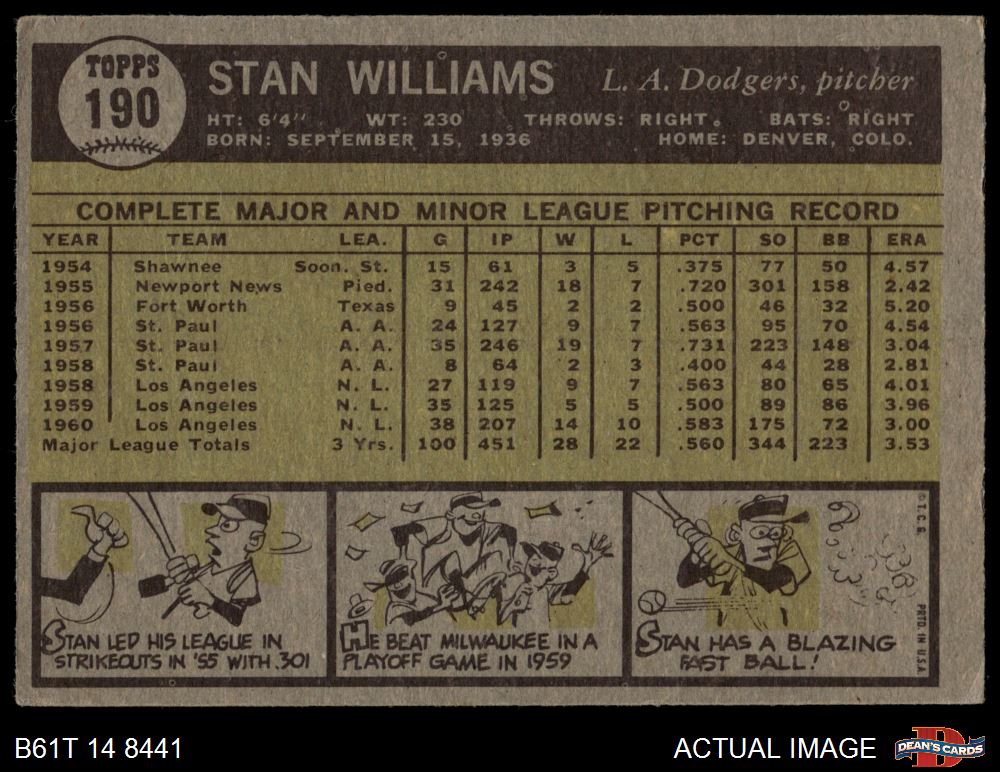 TOPPS
190
STAN WILLIAMS L. A. Dodgers, pitcher
HT: 6'4" WT: 230 THROWS: RIGHT. BATS: RIGHT
BORN: SEPTEMBER 15, 1936 HOME: DENVER, COLO.
COMPLETE MAJOR AND MINOR LEAGUE PITCHING RECORD
YEAR TEAM LEA. G IP W L PCT SO BB ERA
1954 Shawnee Soon. St. 15 61 3 5 .375 77 50 4.57
1955 Newport News Pied. 31 242 18 7 .720 301 158 2.42
1956 Fort Worth Texas 9 45 2 2 .500 46 32 5.20
1956 St. Paul A. A. 24 127 9 7 .563 95 70 4.54
1957 St. Paul A. A. 35 246 19 7 .731 223 148 3.04
1958 St. Paul A. A. 8 64 2 3 .400 44 28 2.81
1958 Los Angeles N. L. 27 119 9 7 .563 80 65 4.01
1959 Los Angeles N. L. 35 125 5 5 .500 89 86 3.96
1960 Los Angeles N. L. 38 207 14 10 .583 175 72 3.00
Major League Totals 3 Yrs. 100 451 28 22 .560 344 223 3.53
STAN LED HIS LEAGUE IN
STRIKEOUTS IN '55 WITH 301
HE BEAT MILWAUKEE IN A
PLAYOFF GAME IN 1959
STAN HAS A BLAZING
FAST BALL!
© T. C. G. PRTD. IN U.S.A.
B61T 14 8441
ACTUAL IMAGE
D
DEAN'S CARDS